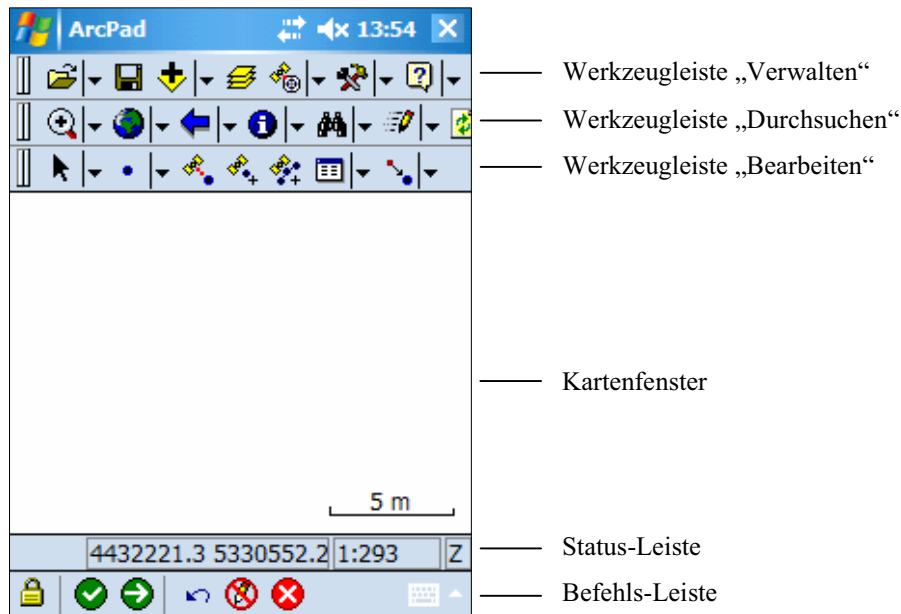 ArcPad 13:54
Werkzeugleiste „Verwalten“
Werkzeugleiste „Durchsuchen“
Werkzeugleiste „Bearbeiten“
Kartenfenster
5 m
4432221.3 5330552.2 1:293 Z
Status-Leiste
Befehls-Leiste